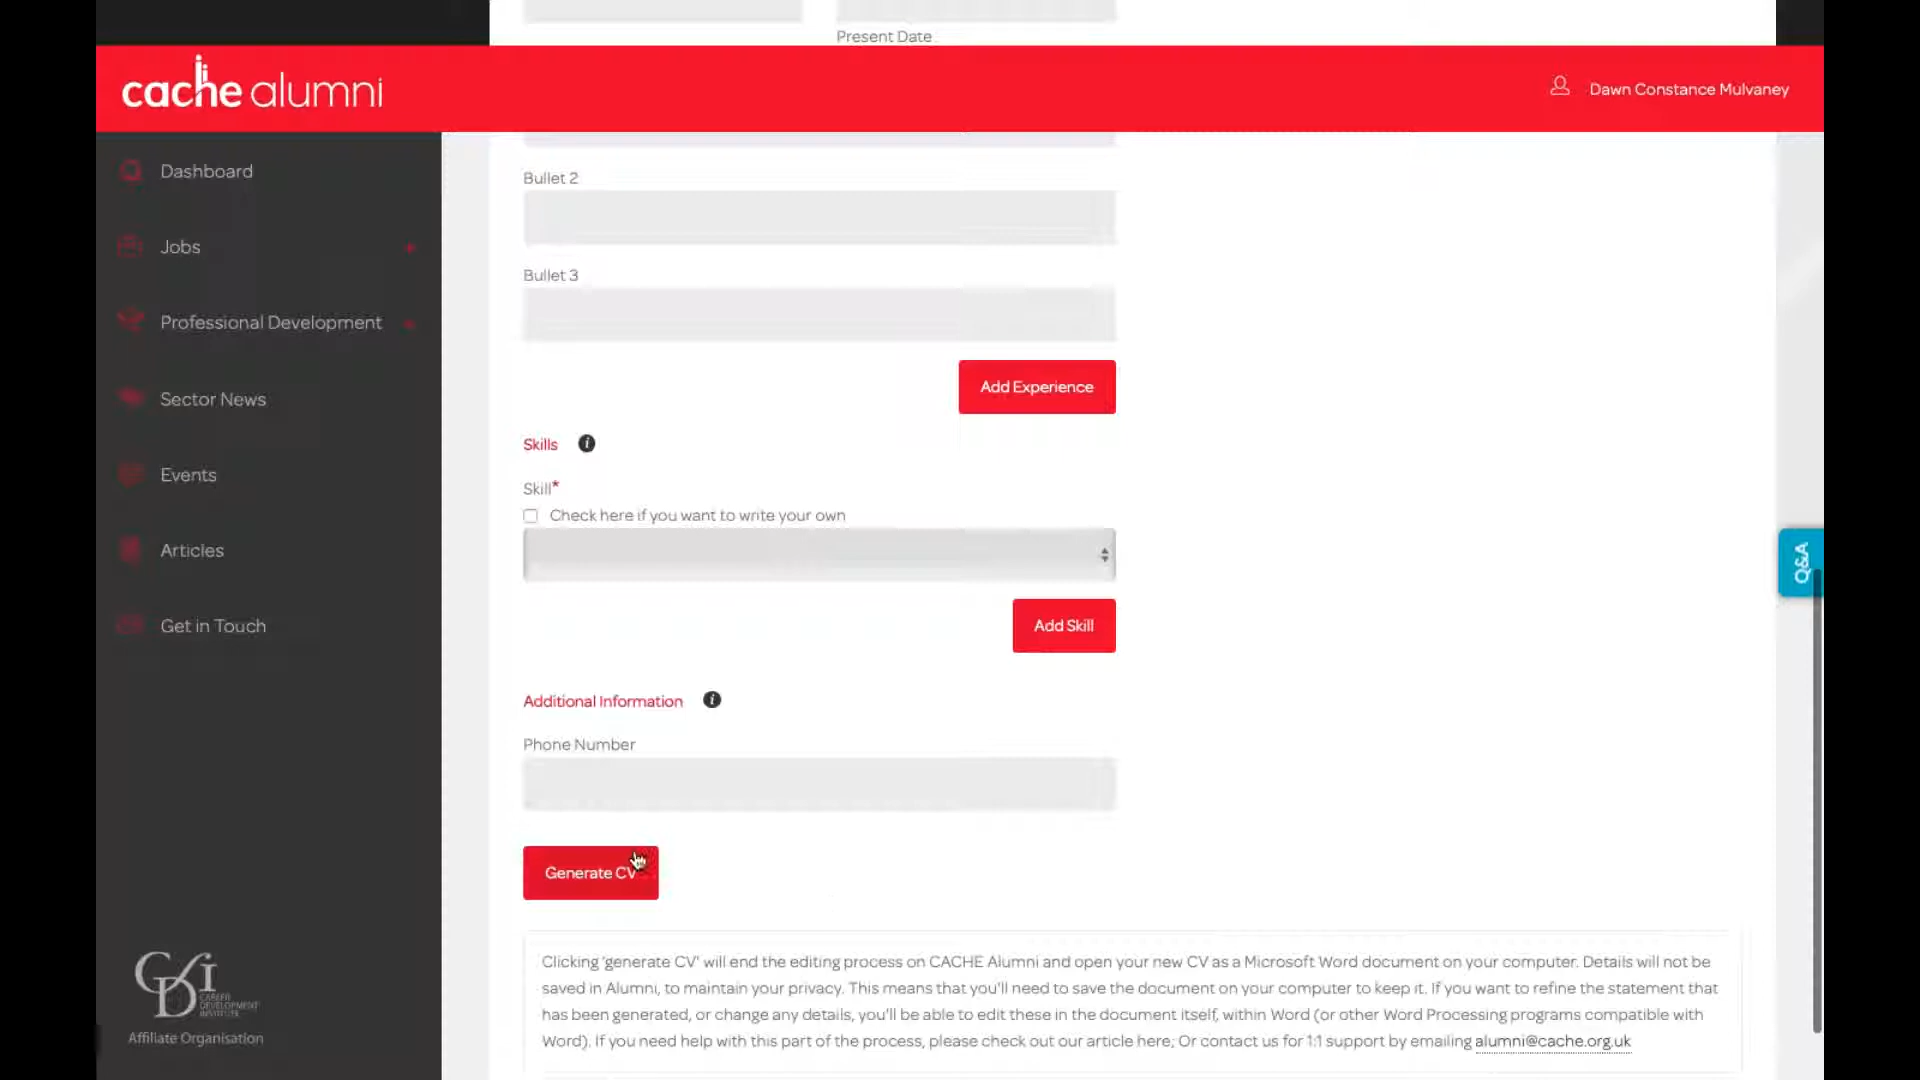 Present Date
cache alumni
Dawn Constance Mulvaney
Dashboard
Jobs
Professional Development
Sector News
Events
Articles
Get in Touch
Bullet 2
Bullet 3
Add Experience
Skills i
Skill*
Check here if you want to write your own
Add Skill
Additional Information i
Phone Number
Generate CV
Q&A
Clicking 'generate CV' will end the editing process on CACHE Alumni and open your new CV as a Microsoft Word document on your computer. Details will not be
saved in Alumni, to maintain your privacy. This means that you'll need to save the document on your computer to keep it. If you want to refine the statement that
has been generated, or change any details, you'll be able to edit these in the document itself, within Word (or other Word Processing programs compatible with
Word). If you need help with this part of the process, please check out our article here; Or contact us for 1:1 support by emailing alumni@cache.org.uk
CDI
CAREER
DEVELOPMENT
INSTITUTE
Affiliate Organisation